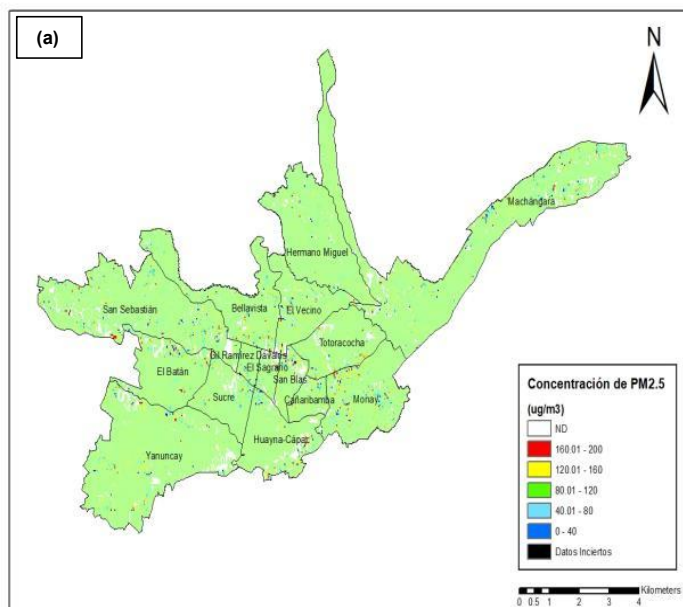 (a)
N
Machángara
Hermano Miguel
San Sebastián
Bellavista
El Vecino
Totoracocha
Gil Ramírez Dávalos
El Sagrario
San Blas
El Batán
Sucre
Cañaribamba
Monay
Huayna-Cápac
Yanuncay
Concentración de PM2.5
(ug/m3)
ND
160.01 - 200
120.01 - 160
80.01 - 120
40.01 - 80
0 - 40
Datos Inciertos
Kilometers
0 0.5 1 2 3 4